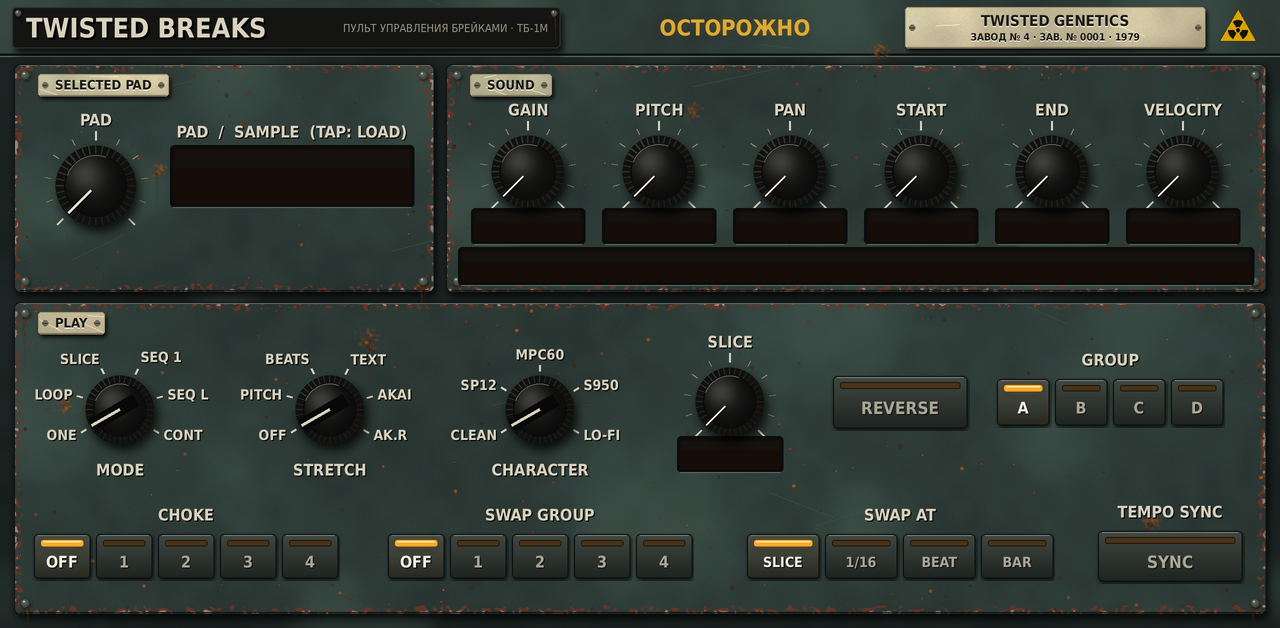 TWISTED BREAKS
ПУЛЬТ УПРАВЛЕНИЯ БРЕЙКАМИ · ТБ-1М
ОСТОРОЖНО
TWISTED GENETICS
ЗАВОД № 4 · ЗАВ. № 0001 · 1979
SELECTED PAD
PAD
PAD / SAMPLE (TAP: LOAD)
SOUND
GAIN
PITCH
PAN
START
END
VELOCITY
PLAY
SLICE
SEQ 1
LOOP
SEQ L
ONE
CONT
MODE
BEATS
TEXT
PITCH
AKAI
OFF
AK.R
STRETCH
MPC60
SP12
S950
CLEAN
LO-FI
CHARACTER
SLICE
REVERSE
GROUP
A
B
C
D
CHOKE
OFF
1
2
3
4
SWAP GROUP
OFF
1
2
3
4
SWAP AT
SLICE
1/16
BEAT
BAR
TEMPO SYNC
SYNC